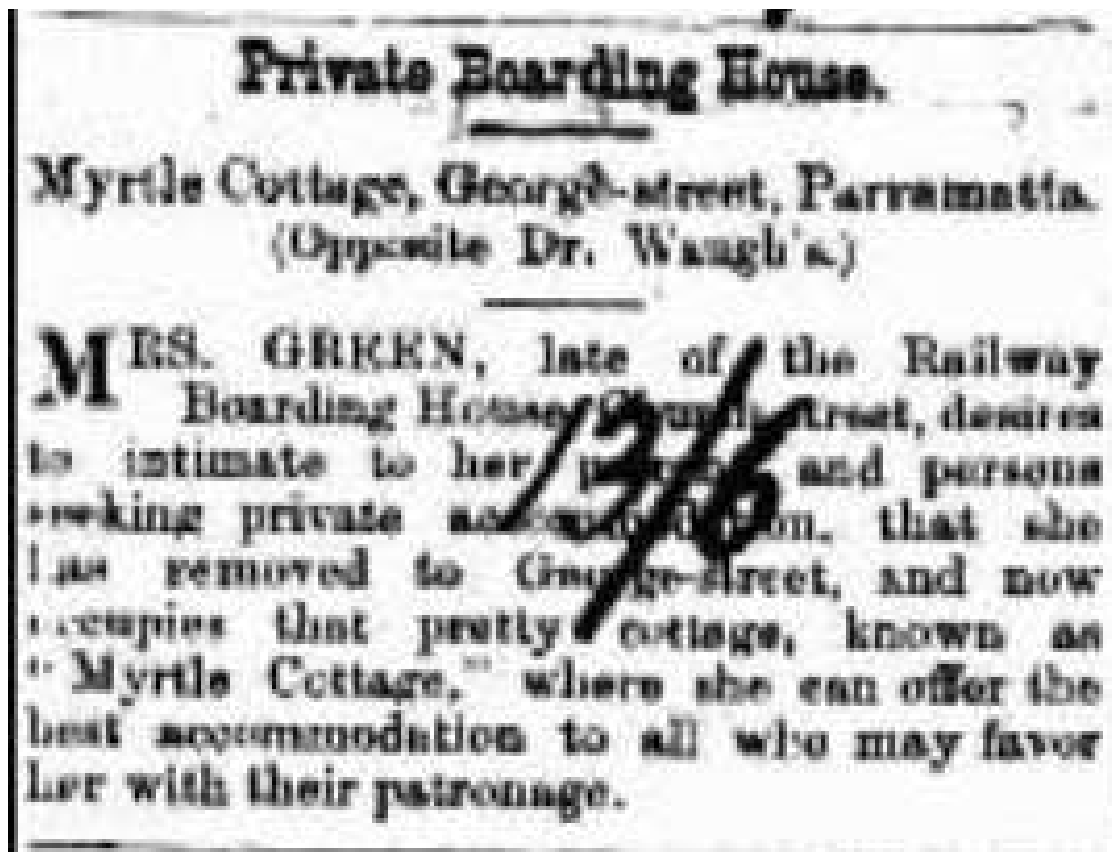 Private Boarding House.
Myrtle Cottage, George-street, Parramatta.
(Opposite Dr. Waugh's.)
MRS. GREEN, late of the Railway
Boarding House, Church-street, desires
to intimate to her patrons and persons
seeking private accommodation, that she
has removed to George-street, and now
occupies that pretty cottage, known as
"Myrtle Cottage," where she can offer the
best accommodation to all who may favor
her with their patronage.
13/6